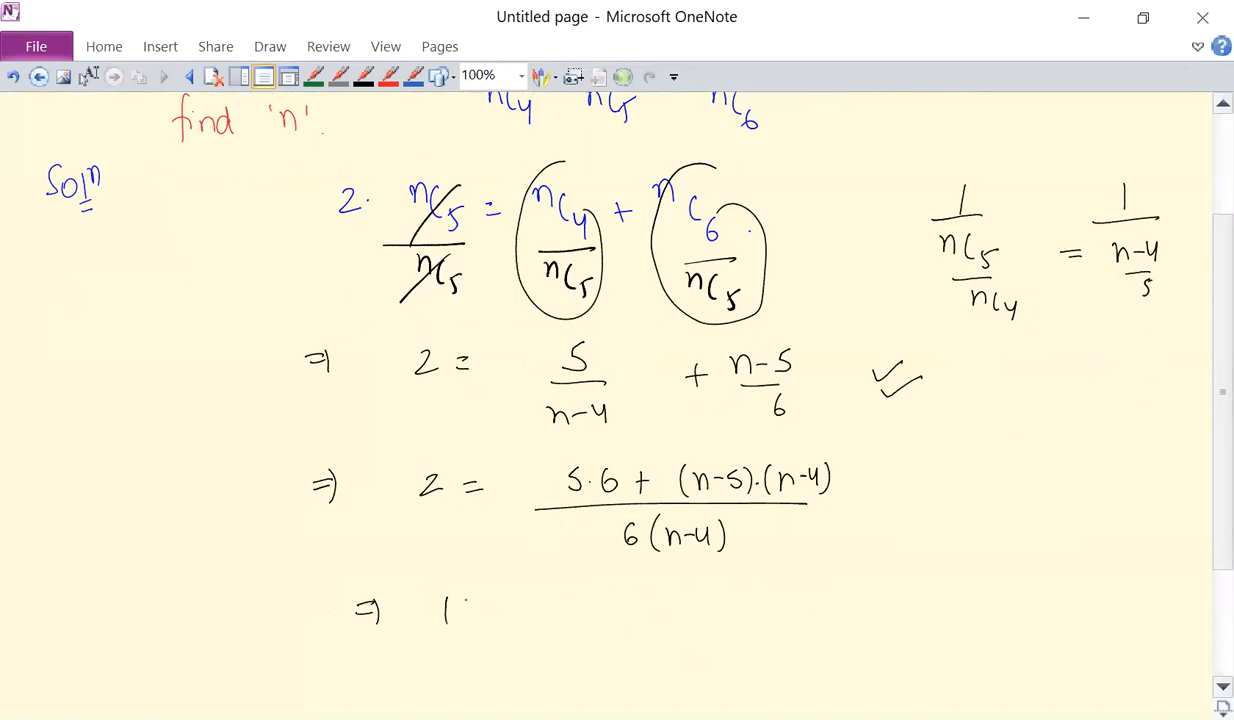 Untitled page - Microsoft OneNote
File Home Insert Share Draw Review View Pages
100%
nC4 nC5 nC6
find 'n'.
Solⁿ
2. nC5 / nC5 = nC4 / nC5 + nC6 / nC5
1 / (nC5 / nC4) = 1 / ((n-4) / 5)
⇒ 2 = 5 / (n-4) + (n-5) / 6
⇒ 2 = (5·6 + (n-5)·(n-4)) / (6(n-4))
⇒ 1